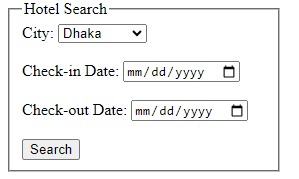 Hotel Search
City: Dhaka
Check-in Date: mm/dd/yyyy
Check-out Date: mm/dd/yyyy
Search